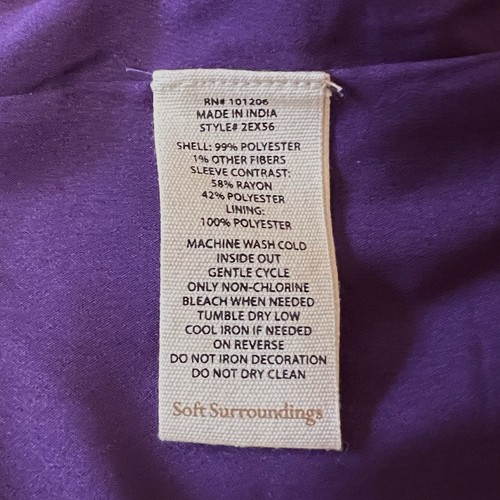 RN# 101206
MADE IN INDIA
STYLE# 2EX56
SHELL: 99% POLYESTER
1% OTHER FIBERS
SLEEVE CONTRAST:
58% RAYON
42% POLYESTER
LINING:
100% POLYESTER
MACHINE WASH COLD
INSIDE OUT
GENTLE CYCLE
ONLY NON-CHLORINE
BLEACH WHEN NEEDED
TUMBLE DRY LOW
COOL IRON IF NEEDED
ON REVERSE
DO NOT IRON DECORATION
DO NOT DRY CLEAN
Soft Surroundings